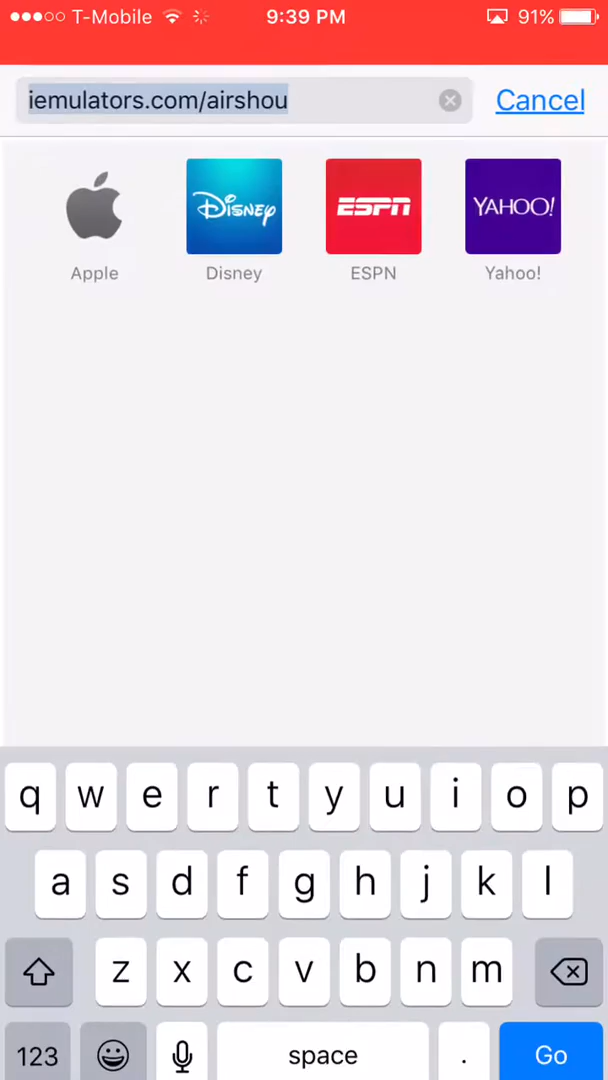 T-Mobile 9:39 PM 91%
iemulators.com/airshou Cancel
Disney ESPN YAHOO!
Apple Disney ESPN Yahoo!
q w e r t y u i o p
a s d f g h j k l
z x c v b n m
123 space . Go